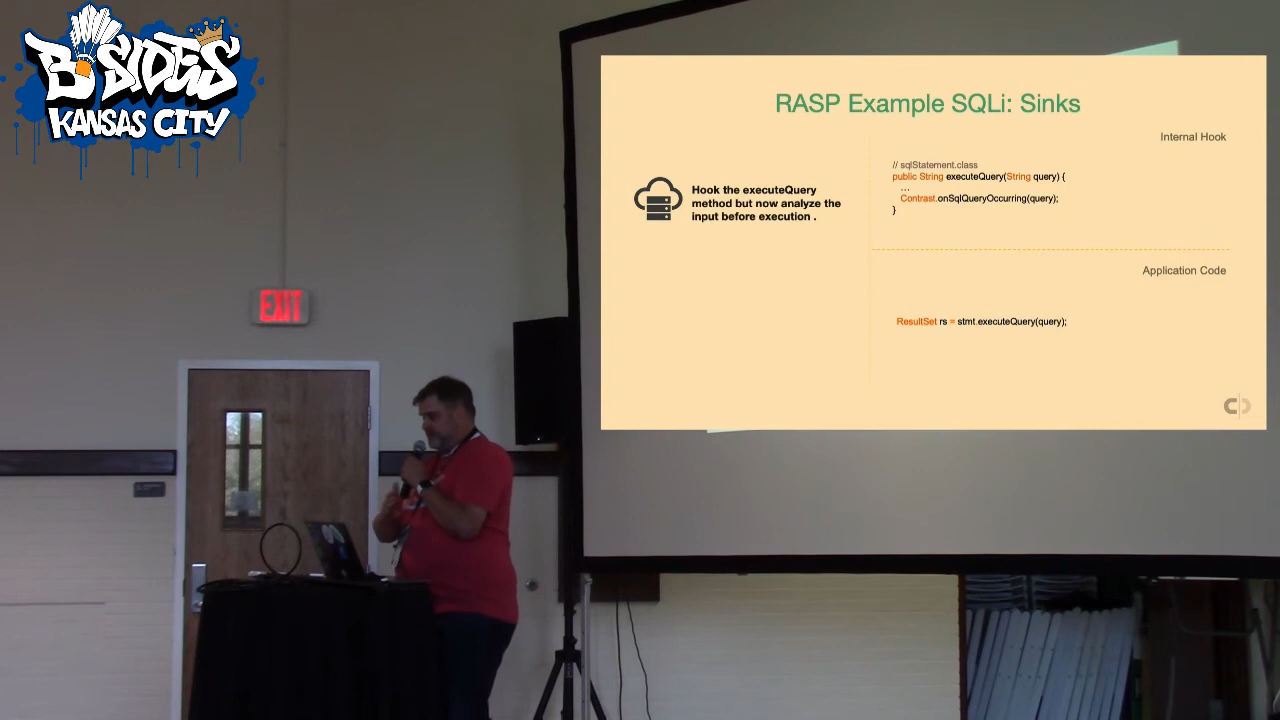 B SIDES
KANSAS CITY
EXIT
RASP Example SQLi: Sinks
Hook the executeQuery
method but now analyze the
input before execution .
Internal Hook
// sqlStatement.class
public String executeQuery(String query) {
...
Contrast.onSqlQueryOccurring(query);
}
Application Code
ResultSet rs = stmt.executeQuery(query);